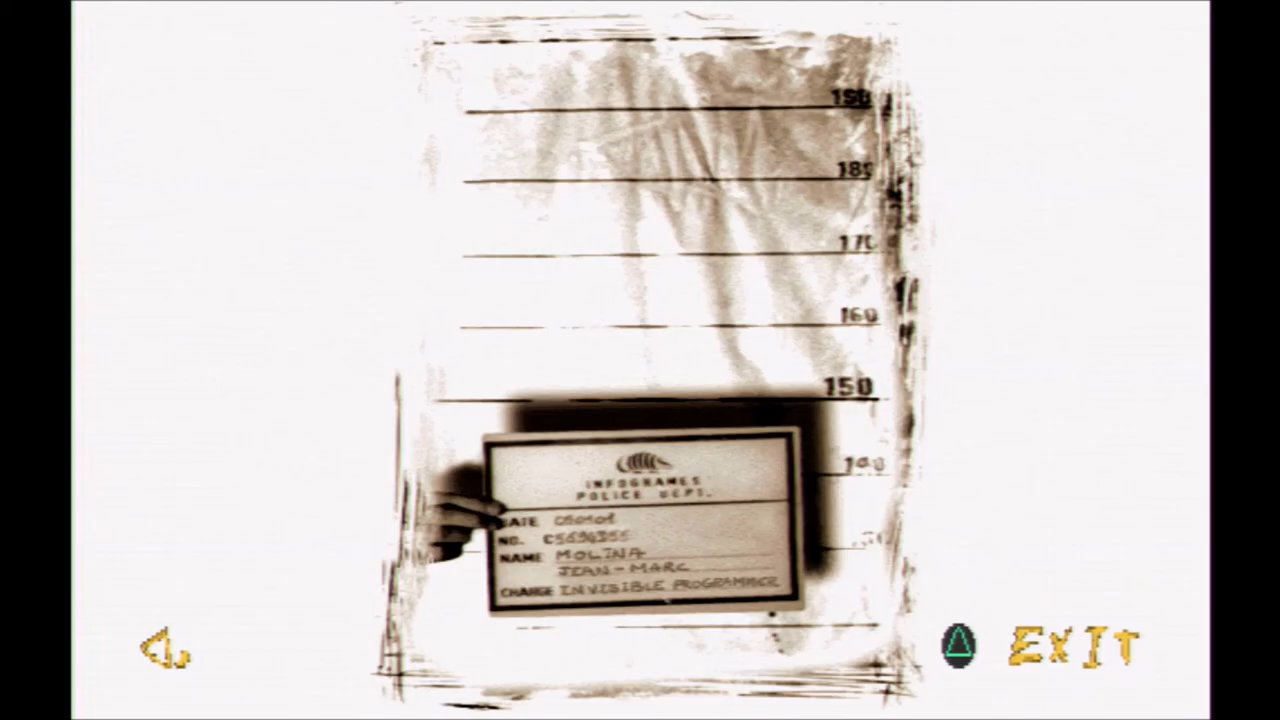 190
180
170
160
150
140
INFOGRAMES
POLICE DEPT.
DATE
NO.
NAME MOLINA
JEAN-MARC
CHARGE INVISIBLE PROGRAMMER
EXIT